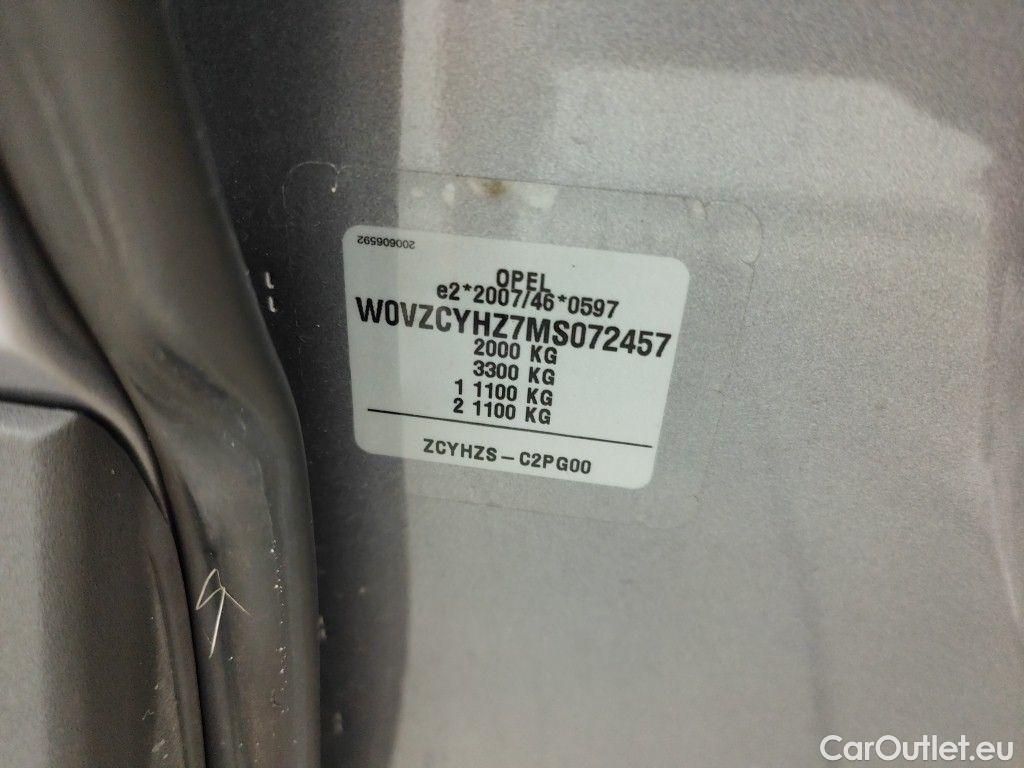 200606592
OPEL
e2*2007/46*0597
W0VZCYHZ7MS072457
2000 KG
3300 KG
1 1100 KG
2 1100 KG
ZCYHZS-C2PG00
CarOutlet.eu